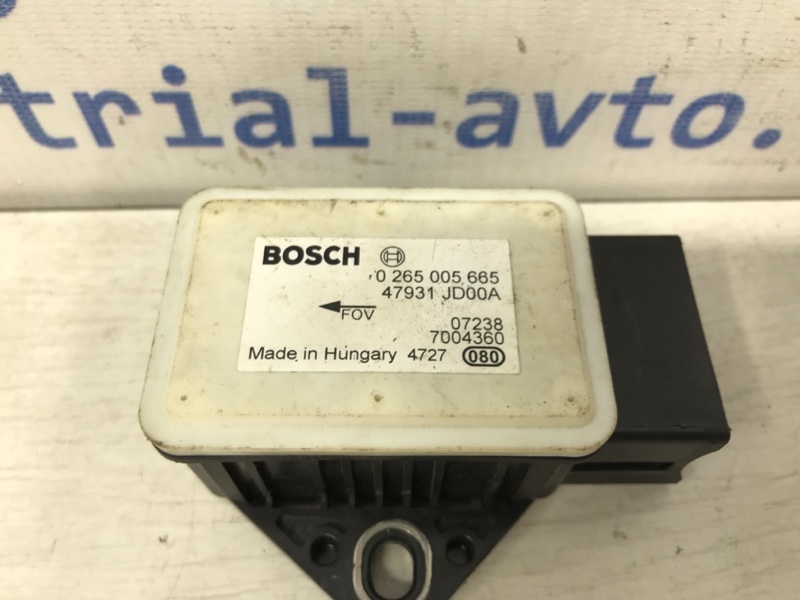 trial-avto.
BOSCH
0 265 005 665
47931 JD00A
FOV
07238
7004360
Made in Hungary 4727 080